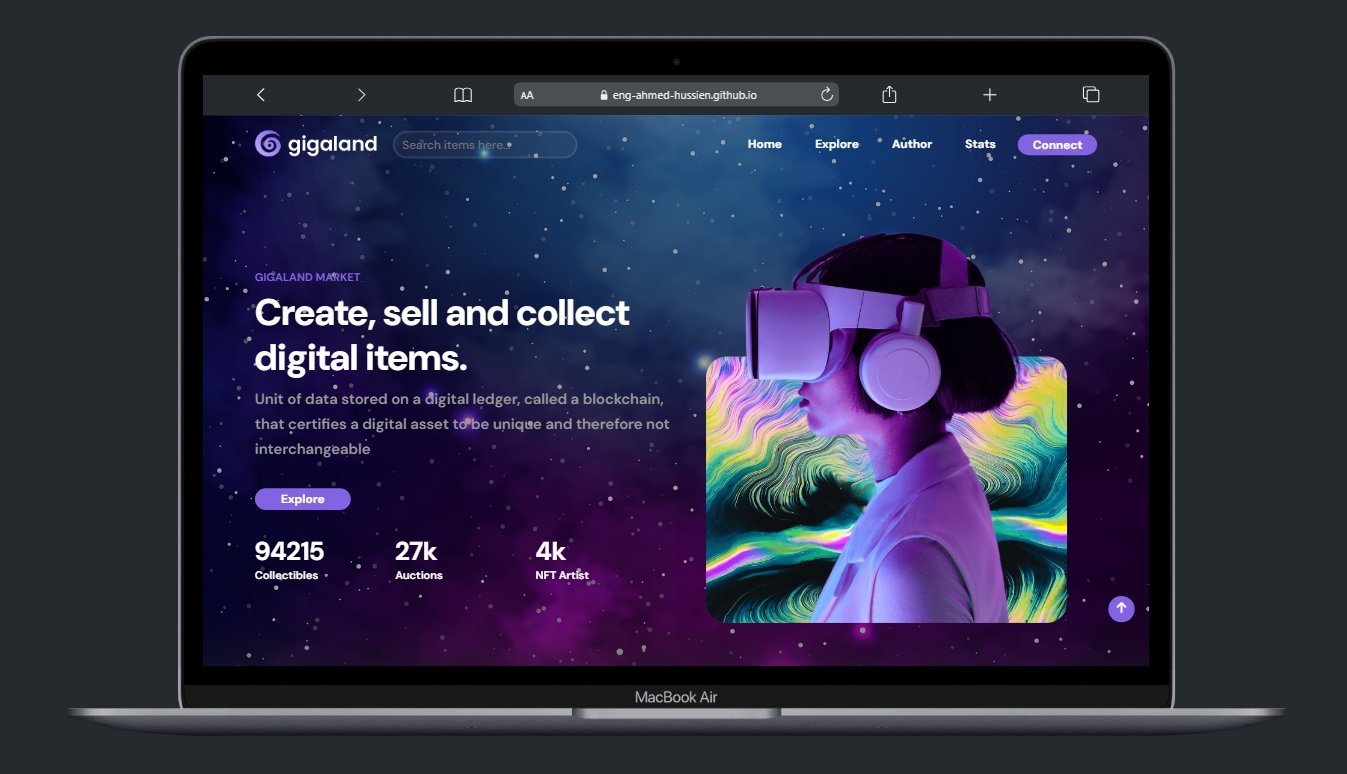 AA eng-ahmed-hussien.github.io
gigaland Search items here.. Home Explore Author Stats Connect
GIGALAND MARKET
Create, sell and collect
digital items.
Unit of data stored on a digital ledger, called a blockchain,
that certifies a digital asset to be unique and therefore not
interchangeable
Explore
94215 27k 4k
Collectibles Auctions NFT Artist
MacBook Air